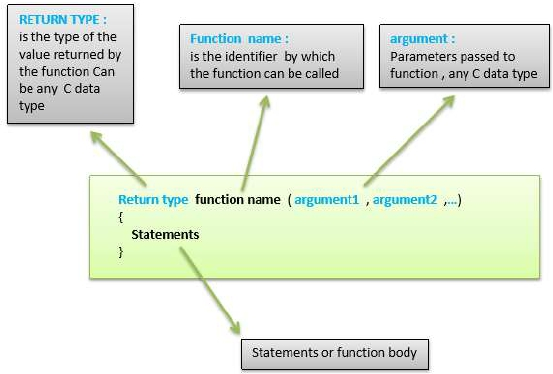 RETURN TYPE :
is the type of the
value returned by
the function Can
be any C data
type
Function name :
is the identifier by which
the function can be called
argument :
Parameters passed to
function , any C data type
Return type function name ( argument1 , argument2 ,...)
{
Statements
}
Statements or function body